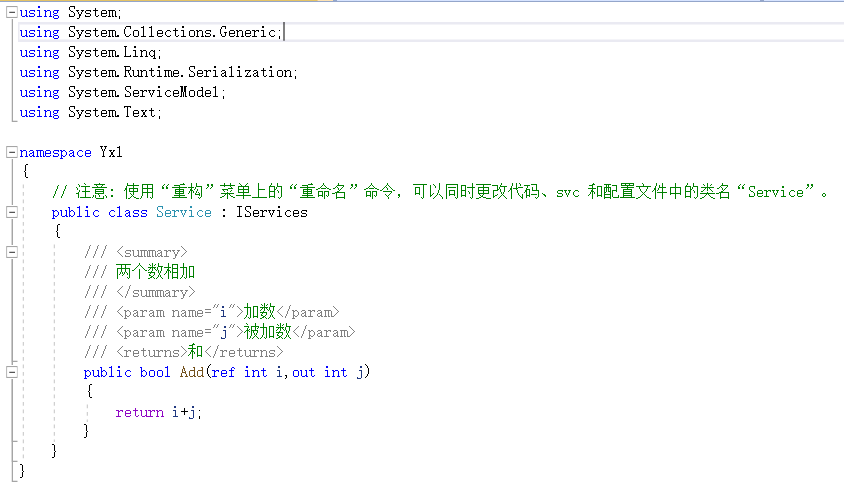 using System;
using System.Collections.Generic;
using System.Linq;
using System.Runtime.Serialization;
using System.ServiceModel;
using System.Text;
namespace Yx1
{
// 注意: 使用“重构”菜单上的“重命名”命令，可以同时更改代码、svc 和配置文件中的类名“Service”。
public class Service : IServices
{
/// <summary>
/// 两个数相加
/// </summary>
/// <param name="i">加数</param>
/// <param name="j">被加数</param>
/// <returns>和</returns>
public bool Add(ref int i,out int j)
{
return i+j;
}
}
}